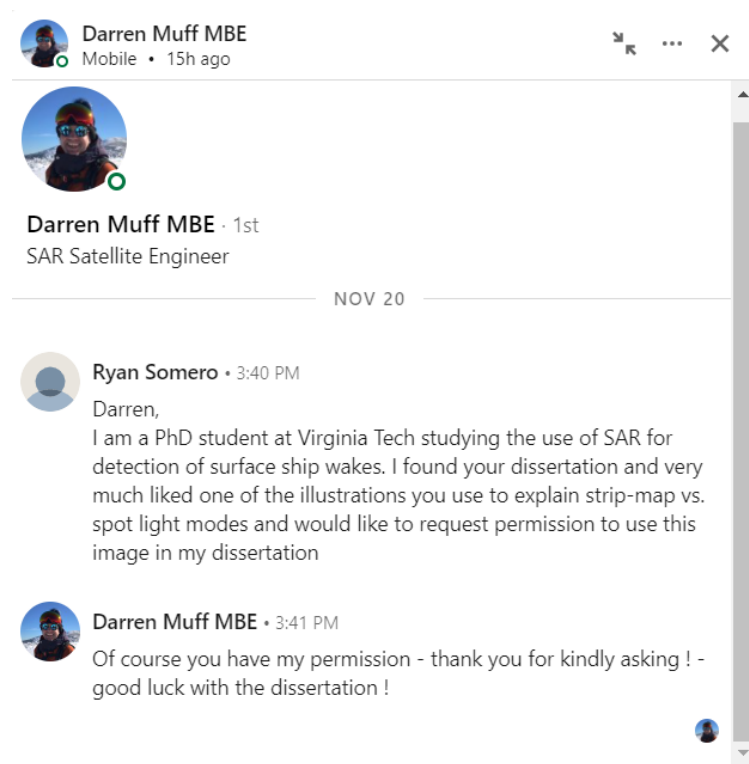 Darren Muff MBE
Mobile • 15h ago
Darren Muff MBE · 1st
SAR Satellite Engineer
NOV 20
Ryan Somero • 3:40 PM
Darren,
I am a PhD student at Virginia Tech studying the use of SAR for
detection of surface ship wakes. I found your dissertation and very
much liked one of the illustrations you use to explain strip-map vs.
spot light modes and would like to request permission to use this
image in my dissertation
Darren Muff MBE • 3:41 PM
Of course you have my permission - thank you for kindly asking ! -
good luck with the dissertation !